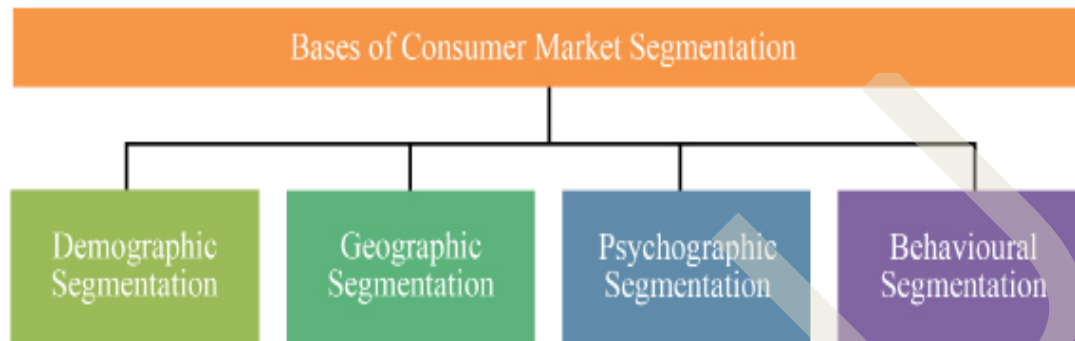 Bases of Consumer Market Segmentation
Demographic
Segmentation
Geographic
Segmentation
Psychographic
Segmentation
Behavioural
Segmentation